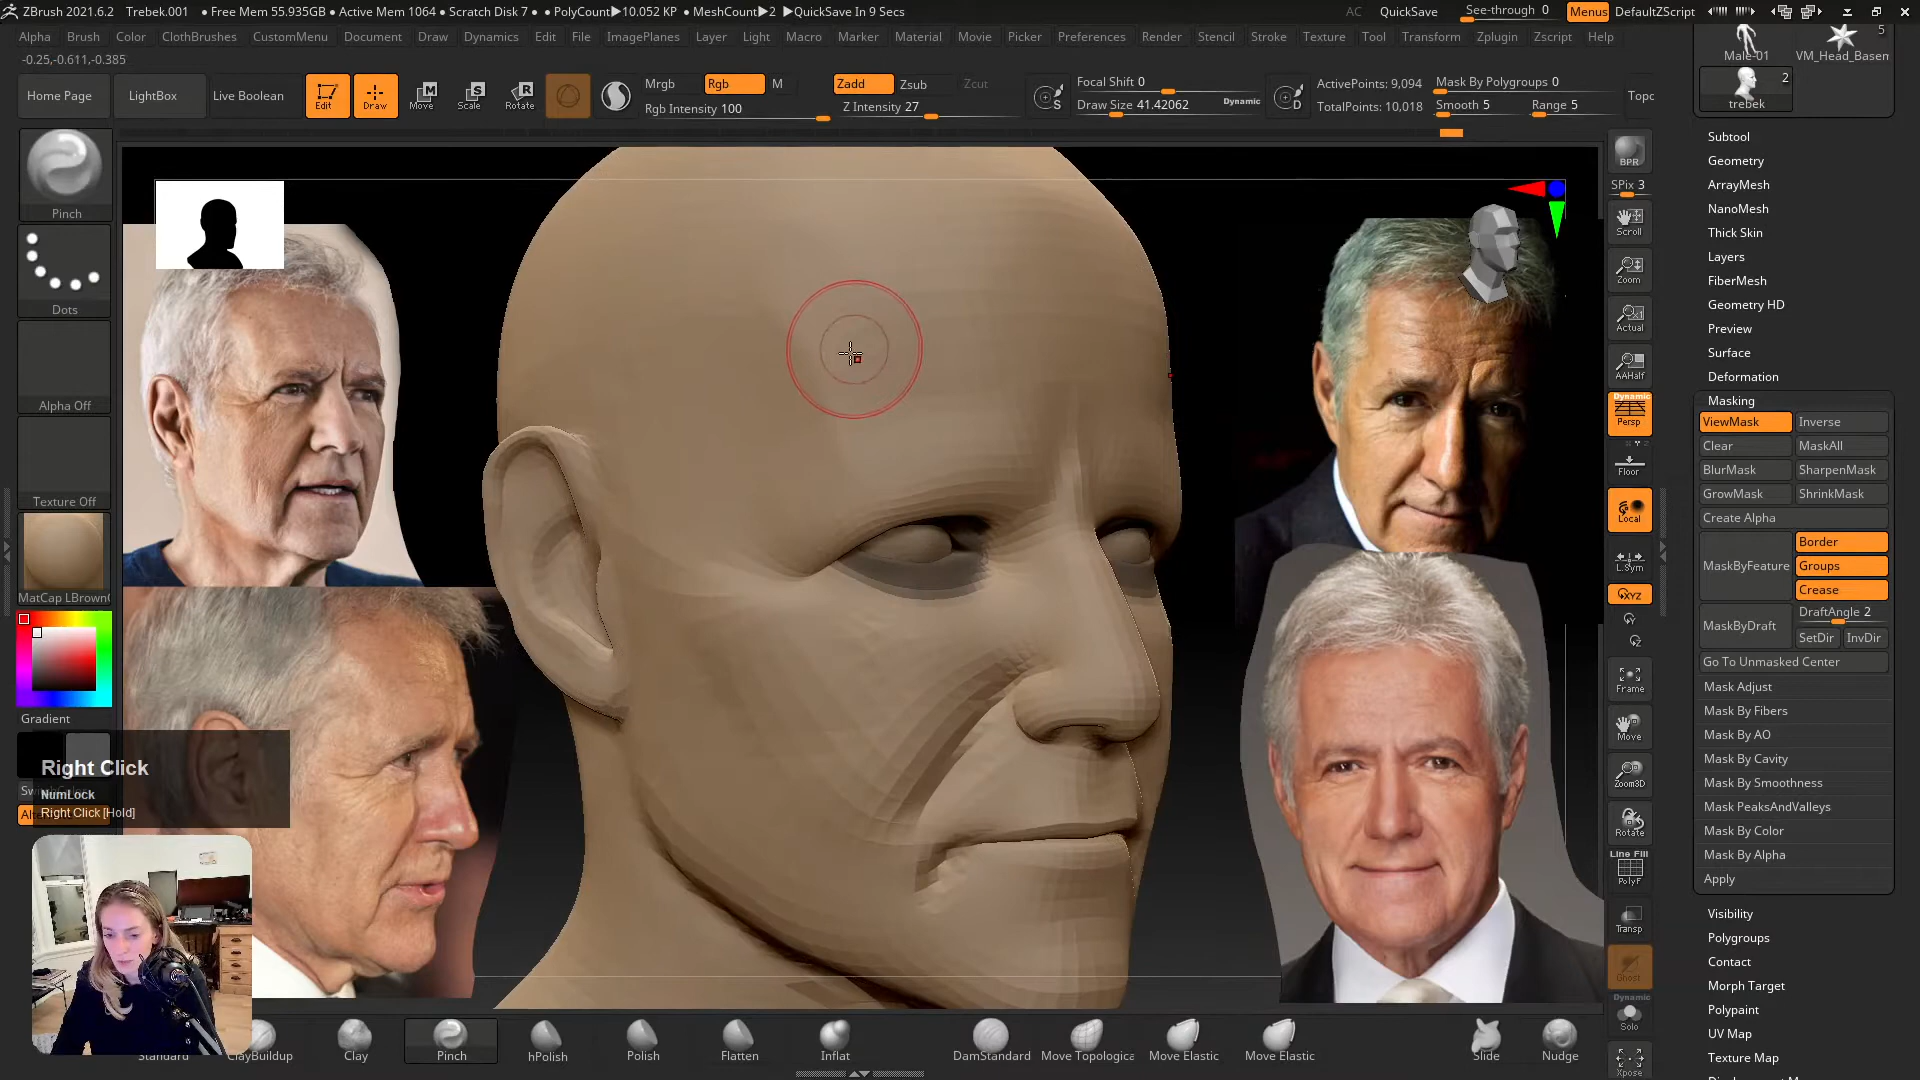 ZBrush 2021.6.2 Trebek.001 ● Free Mem 55.935GB ● Active Mem 1064 ● Scratch Disk 7 ● ● PolyCount▶10.052 KP ● MeshCount▶2 ▶QuickSave In 9 Secs AC QuickSave See-through 0 Menus DefaultZScript
Alpha Brush Color ClothBrushes CustomMenu Document Draw Dynamics Edit File ImagePlanes Layer Light Macro Marker Material Movie Picker Preferences Render Stencil Stroke Texture Tool Transform Zplugin Zscript Help
-0.25,-0.611,-0.385
Home Page LightBox Live Boolean Edit Draw Move Scale Rotate
Mrgb Rgb M Zadd Zsub Zcut
Rgb Intensity 100 Z Intensity 27
Focal Shift 0
Draw Size 41.42062 Dynamic
ActivePoints: 9,094 Mask By Polygroups 0
TotalPoints: 10,018 Smooth 5 Range 5 Topo
Pinch
Dots
Alpha Off
Texture Off
Gradient
Right Click
NumLock
Right Click [Hold]
Standard ClayBuildup Clay Pinch hPolish Polish Flatten Inflat DamStandard Move Topologica Move Elastic Move Elastic Slide Nudge
BPR
SPix 3
Scroll
Zoom
Actual
AAHalf
Dynamic
Persp
Floor
Local
L.Sym
XYZ
Frame
Move
Zoom3D
Rotate
Line Fill
PolyF
Transp
Ghost
Dynamic
Solo
Xpose
Male-01 5 VM_Head_Basem
2
trebek
Subtool
Geometry
ArrayMesh
NanoMesh
Thick Skin
Layers
FiberMesh
Geometry HD
Preview
Surface
Deformation
Masking
ViewMask Inverse
Clear MaskAll
BlurMask SharpenMask
GrowMask ShrinkMask
Create Alpha
MaskByFeature Border
Groups
Crease
MaskByDraft DraftAngle 2
SetDir InvDir
Go To Unmasked Center
Mask Adjust
Mask By Fibers
Mask By AO
Mask By Cavity
Mask By Smoothness
Mask PeaksAndValleys
Mask By Color
Mask By Alpha
Apply
Visibility
Polygroups
Contact
Morph Target
Polypaint
UV Map
Texture Map